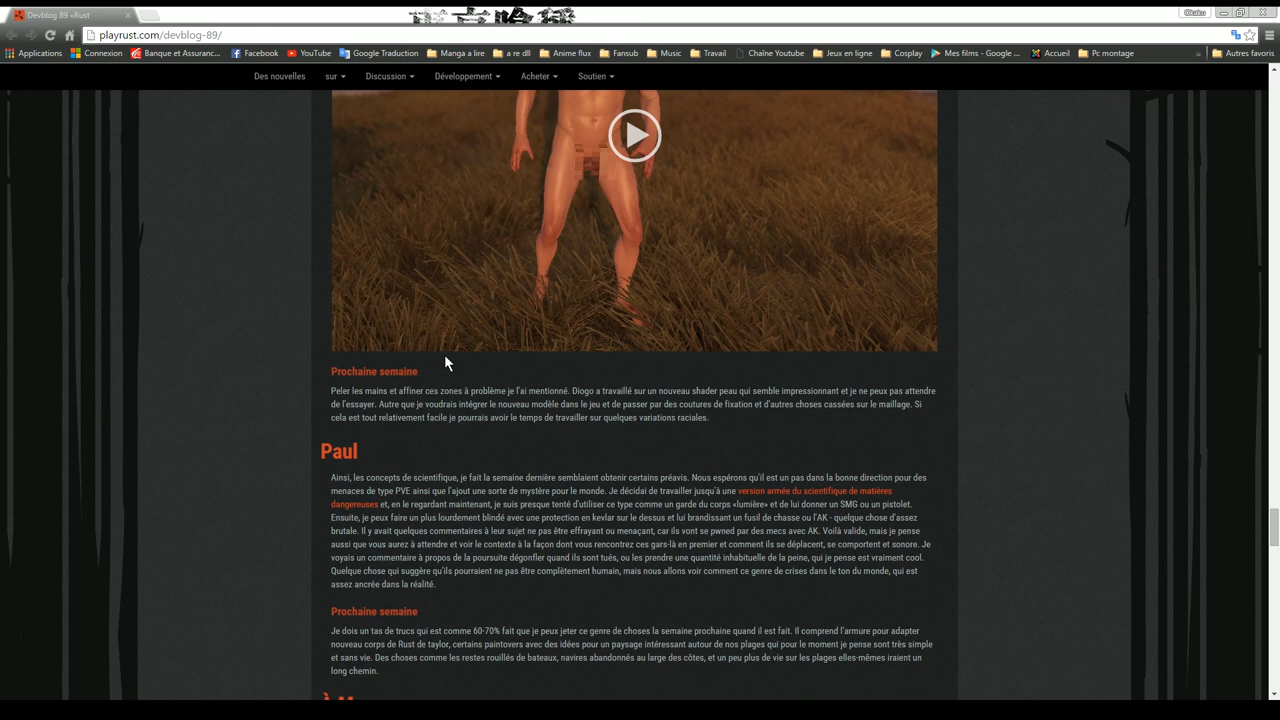 Devblog 89 «Rust
Okaku
playrust.com/devblog-89/
Applications Connexion Banque et Assuranc... Facebook YouTube Google Traduction Manga a lire a re dll Anime flux Fansub Music Travail Chaîne Youtube Jeux en ligne Cosplay Mes films - Google ... Accueil Pc montage Autres favoris
Des nouvelles sur Discussion Développement Acheter Soutien
Prochaine semaine
Peler les mains et affiner ces zones à problème je l'ai mentionné. Diogo a travaillé sur un nouveau shader peau qui semble impressionnant et je ne peux pas attendre
de l'essayer. Autre que je voudrais intégrer le nouveau modèle dans le jeu et de passer par des coutures de fixation et d'autres choses cassées sur le maillage. Si
cela est tout relativement facile je pourrais avoir le temps de travailler sur quelques variations raciales.
Paul
Ainsi, les concepts de scientifique, je fait la semaine dernière semblaient obtenir certains préavis. Nous espérons qu'il est un pas dans la bonne direction pour des
menaces de type PVE ainsi que l'ajout une sorte de mystère pour le monde. Je décidai de travailler jusqu'à une version armée du scientifique de matières
dangereuses et, en le regardant maintenant, je suis presque tenté d'utiliser ce type comme un garde du corps «lumière» et de lui donner un SMG ou un pistolet.
Ensuite, je peux faire un plus lourdement blindé avec une protection en kevlar sur le dessus et lui brandissant un fusil de chasse ou l'AK - quelque chose d'assez
brutale. Il y avait quelques commentaires à leur sujet ne pas être effrayant ou menaçant, car ils vont se pwned par des mecs avec AK. Voilà valide, mais je pense
aussi que vous aurez à attendre et voir le contexte à la façon dont vous rencontrez ces gars-là en premier et comment ils se déplacent, se comportent et sonore. Je
voyais un commentaire à propos de la poursuite dégonfler quand ils sont tués, ou les prendre une quantité inhabituelle de la peine, qui je pense est vraiment cool.
Quelque chose qui suggère qu'ils pourraient ne pas être complètement humain, mais nous allons voir comment ce genre de crises dans le ton du monde, qui est
assez ancrée dans la réalité.
Prochaine semaine
Je dois un tas de trucs qui est comme 60-70% fait que je peux jeter ce genre de choses la semaine prochaine quand il est fait. Il comprend l'armure pour adapter
nouveau corps de Rust de taylor, certains paintovers avec des idées pour un paysage intéressant autour de nos plages qui pour le moment je pense sont très simple
et sans vie. Des choses comme les restes rouillés de bateaux, navires abandonnés au large des côtes, et un peu plus de vie sur les plages elles-mêmes iraient un
long chemin.